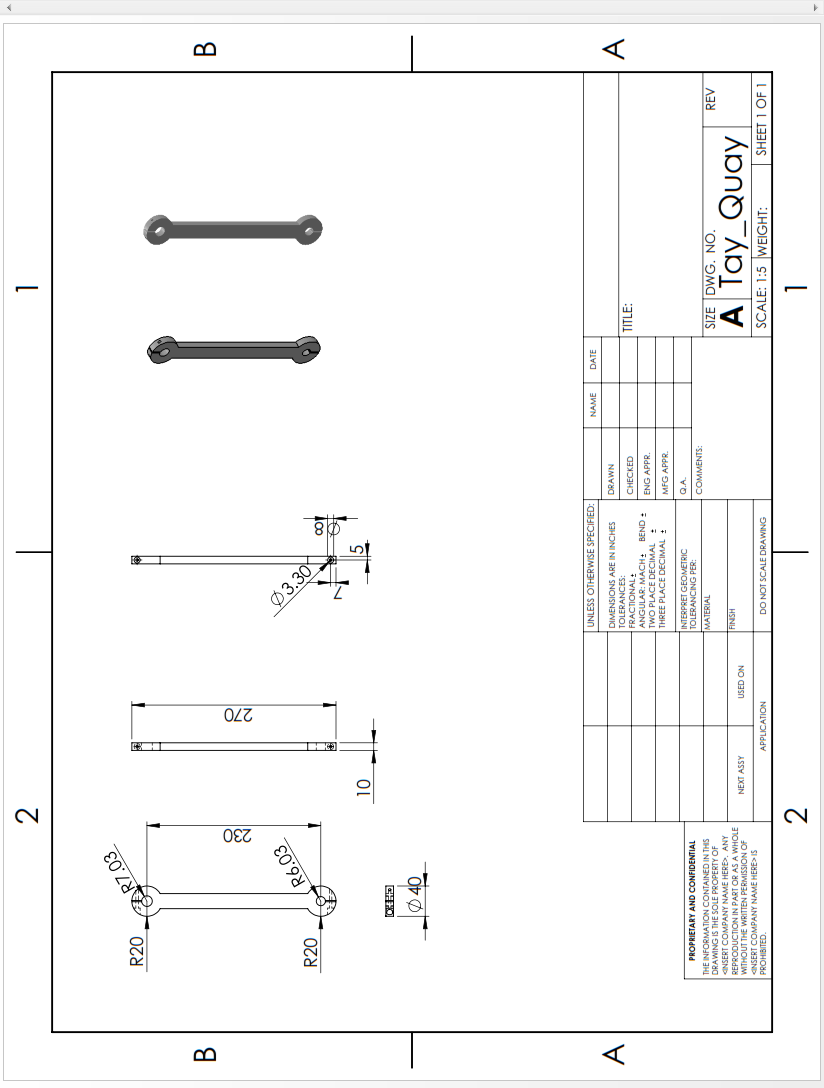 B
A
1
1
2
2
B
A
R7.03
R6.03
R20
R20
230
270
10
Ø 40
Ø 3.30
8
Ø
5
7
PROPRIETARY AND CONFIDENTIAL
THE INFORMATION CONTAINED IN THIS
DRAWING IS THE SOLE PROPERTY OF
<INSERT COMPANY NAME HERE>. ANY
REPRODUCTION IN PART OR AS A WHOLE
WITHOUT THE WRITTEN PERMISSION OF
<INSERT COMPANY NAME HERE> IS
PROHIBITED.
NEXT ASSY
USED ON
APPLICATION
UNLESS OTHERWISE SPECIFIED:
DIMENSIONS ARE IN INCHES
TOLERANCES:
FRACTIONAL ±
ANGULAR: MACH ± BEND ±
TWO PLACE DECIMAL ±
THREE PLACE DECIMAL ±
INTERPRET GEOMETRIC
TOLERANCING PER:
MATERIAL
FINISH
DO NOT SCALE DRAWING
NAME
DATE
DRAWN
CHECKED
ENG APPR.
MFG APPR.
Q.A.
COMMENTS:
TITLE:
SIZE
DWG. NO.
REV
A
Tay_Quay
SCALE: 1:5
WEIGHT:
SHEET 1 OF 1